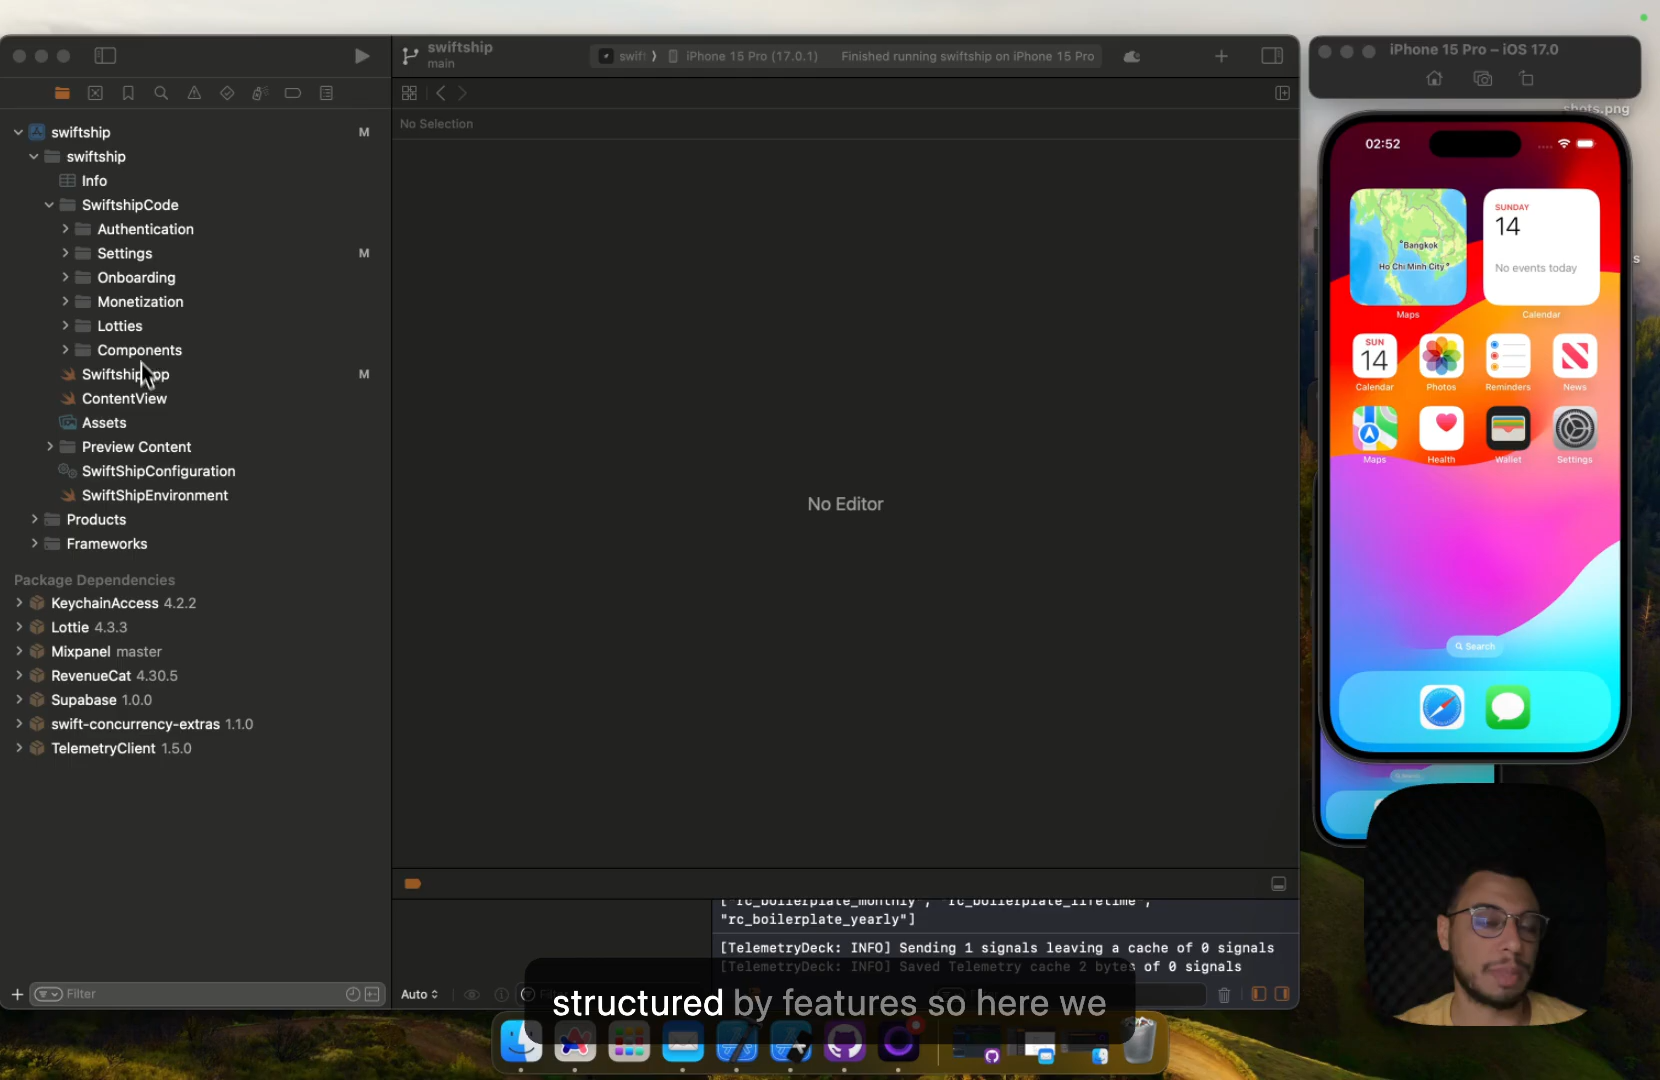 swiftship
main
swif
iPhone 15 Pro (17.0.1)
Finished running swiftship on iPhone 15 Pro
No Selection
swiftship M
swiftship
Info
SwiftshipCode
Authentication
Settings M
Onboarding
Monetization
Lotties
Components
M
ContentView
Assets
Preview Content
SwiftShipConfiguration
SwiftShipEnvironment
Products
Frameworks
Package Dependencies
KeychainAccess 4.2.2
Lottie 4.3.3
Mixpanel master
RevenueCat 4.30.5
Supabase 1.0.0
swift-concurrency-extras 1.1.0
TelemetryClient 1.5.0
Filter
No Editor
["rc_boilerplate_monthly", "rc_boilerplate_lifetime",
"rc_boilerplate_yearly"]
[TelemetryDeck: INFO] Sending 1 signals leaving a cache of 0 signals
[TelemetryDeck: INFO] Saved Telemetry cache 2 bytes of 0 signals
Auto
structured by features so here we
iPhone 15 Pro – iOS 17.0
shots.png
02:52
Bangkok
Ho Chi Minh City
Maps
SUNDAY
14
No events today
Calendar
SUN
14
Calendar
Photos
Reminders
News
Maps
Health
Wallet
Settings
Search